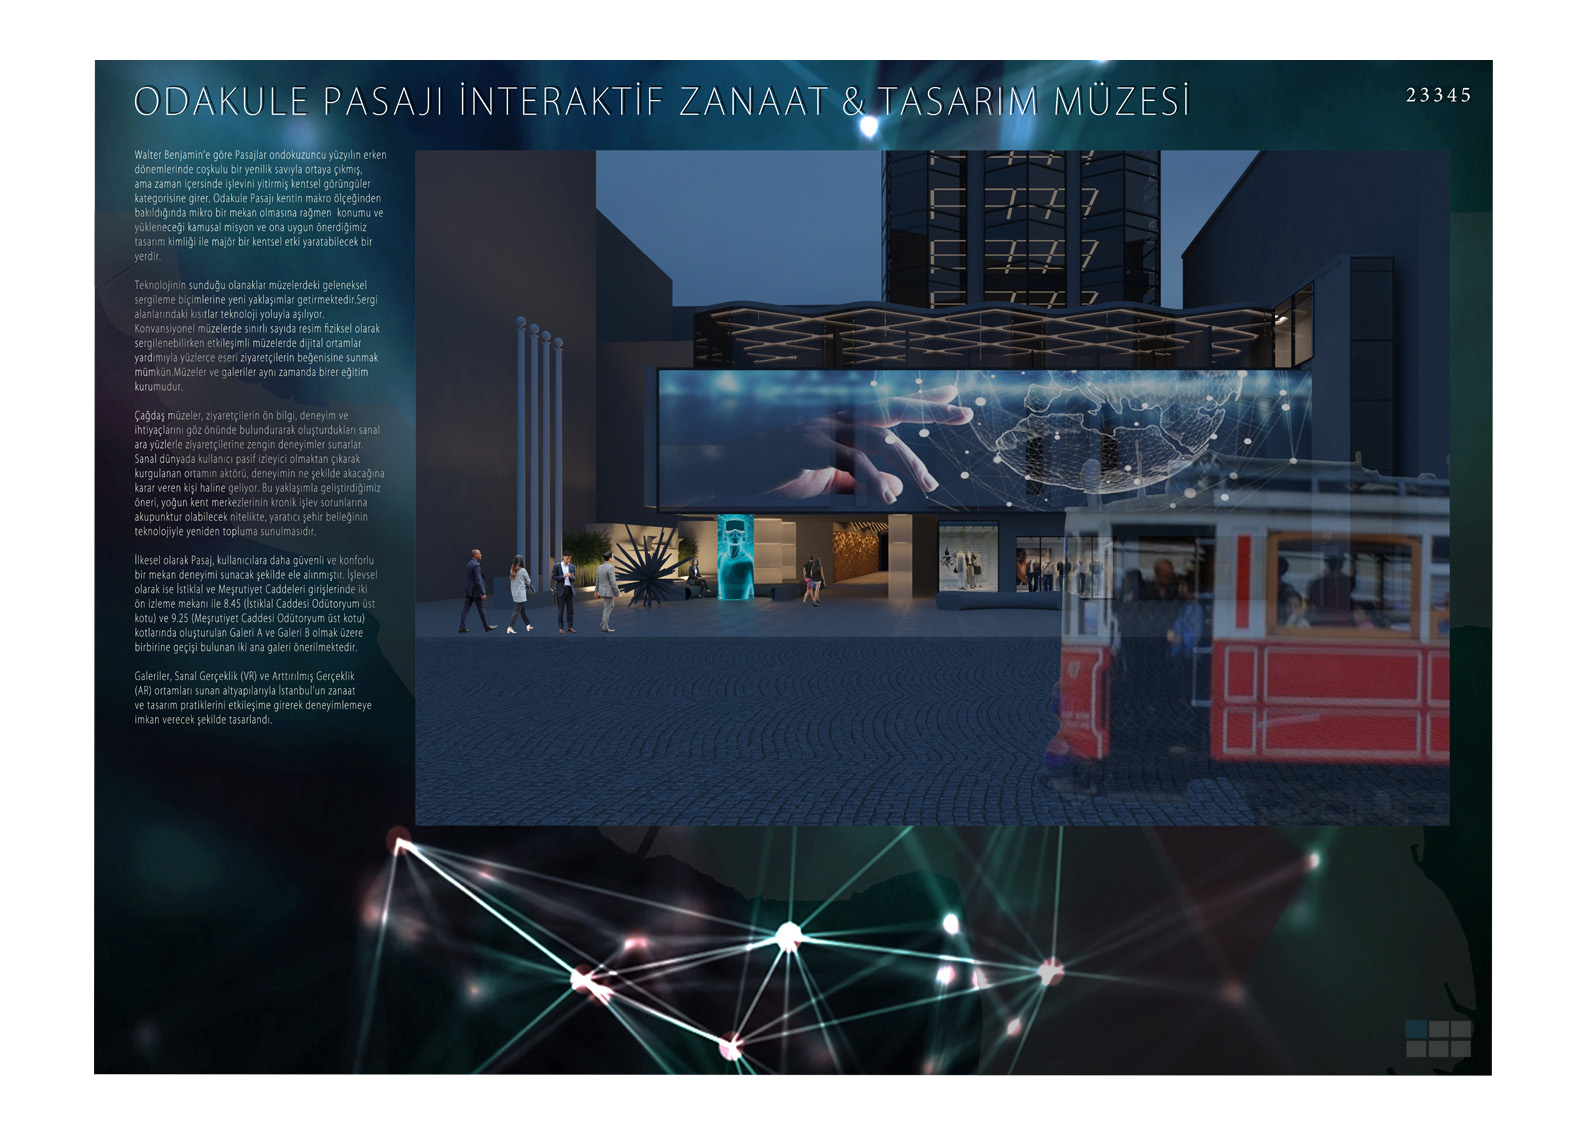 ODAKULE PASAJI İNTERAKTİF ZANAAT & TASARIM MÜZESİ
23345
Walter Benjamin'e göre Pasajlar ondokuzuncu yüzyılın erken
dönemlerinde coşkulu bir yenilik savıyla ortaya çıkmış,
ama zaman içersinde işlevini yitirmiş kentsel görüngüler
kategorisine girer. Odakule Pasajı kentin makro ölçeğinden
bakıldığında mikro bir mekan olmasına rağmen konumu ve
yükleneceği kamusal misyon ve ona uygun önerdiğimiz
tasarım kimliği ile majör bir kentsel etki yaratabilecek bir
yerdir.
Teknolojinin sunduğu olanaklar müzelerdeki geleneksel
sergileme biçimlerine yeni yaklaşımlar getirmektedir.Sergi
alanlarındaki kısıtlar teknoloji yoluyla aşılıyor.
Konvansiyonel müzelerde sınırlı sayıda resim fiziksel olarak
sergilenebilirken etkileşimli müzelerde dijital ortamlar
yardımıyla yüzlerce eseri ziyaretçilerin beğenisine sunmak
mümkün.Müzeler ve galeriler aynı zamanda birer eğitim
kurumudur.
Çağdaş müzeler, ziyaretçilerin ön bilgi, deneyim ve
ihtiyaçlarını göz önünde bulundurarak oluşturdukları sanal
ara yüzlerle ziyaretçilerine zengin deneyimler sunarlar.
Sanal dünyada kullanıcı pasif izleyici olmaktan çıkarak
kurgulanan ortamın aktörü, deneyimin ne şekilde akacağına
karar veren kişi haline geliyor. Bu yaklaşımla geliştirdiğimiz
öneri, yoğun kent merkezlerinin kronik işlev sorunlarına
akupunktur olabilecek nitelikte, yaratıcı şehir belleğinin
teknolojiyle yeniden topluma sunulmasıdır.
İlkesel olarak Pasaj, kullanıcılara daha güvenli ve konforlu
bir mekan deneyimi sunacak şekilde ele alınmıştır. İşlevsel
olarak ise İstiklal ve Meşrutiyet Caddeleri girişlerinde iki
ön izleme mekanı ile 8.45 (İstiklal Caddesi Odütoryum üst
kotu) ve 9.25 (Meşrutiyet Caddesi Odütoryum üst kotu)
kotlarında oluşturulan Galeri A ve Galeri B olmak üzere
birbirine geçişi bulunan iki ana galeri önerilmektedir.
Galeriler, Sanal Gerçeklik (VR) ve Arttırılmış Gerçeklik
(AR) ortamları sunan altyapılarıyla İstanbul'un zanaat
ve tasarım pratiklerini etkileşime girerek deneyimlemeye
imkan verecek şekilde tasarlandı.